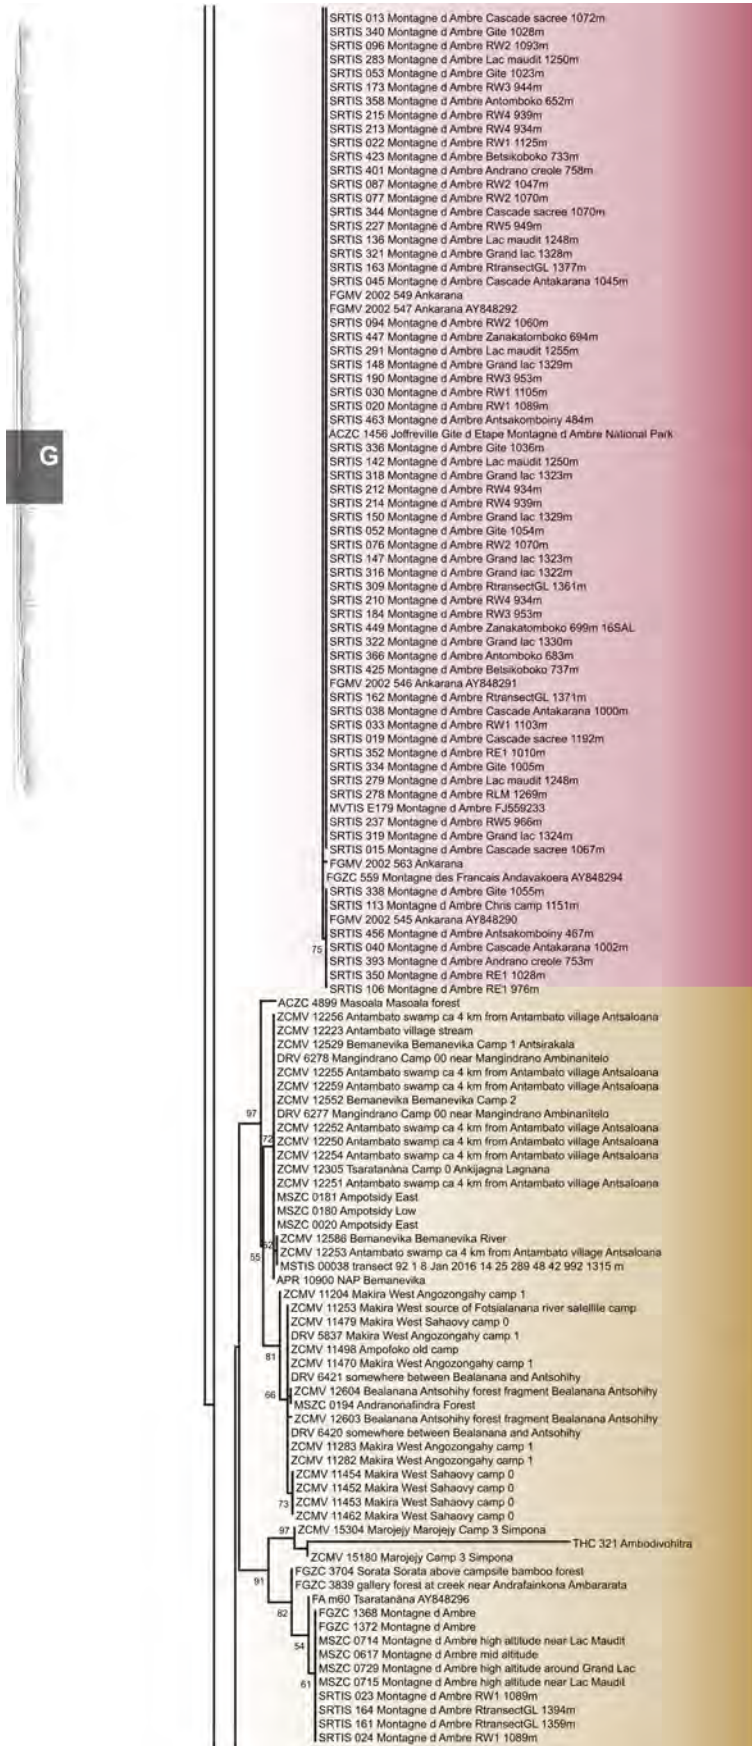 SRTIS 013 Montagne d Ambre Cascade sacree 1072m
SRTIS 340 Montagne d Ambre Gite 1028m
SRTIS 096 Montagne d Ambre RW2 1093m
SRTIS 283 Montagne d Ambre Lac maudit 1250m
SRTIS 053 Montagne d Ambre Gite 1023m
SRTIS 173 Montagne d Ambre RW3 944m
SRTIS 358 Montagne d Ambre Antomboko 652m
SRTIS 215 Montagne d Ambre RW4 939m
SRTIS 213 Montagne d Ambre RW4 934m
SRTIS 022 Montagne d Ambre RW1 1125m
SRTIS 423 Montagne d Ambre Betsikoboko 733m
SRTIS 401 Montagne d Ambre Andrano creole 758m
SRTIS 087 Montagne d Ambre RW2 1047m
SRTIS 077 Montagne d Ambre RW2 1070m
SRTIS 344 Montagne d Ambre Cascade sacree 1070m
SRTIS 227 Montagne d Ambre RW5 949m
SRTIS 136 Montagne d Ambre Lac maudit 1248m
SRTIS 321 Montagne d Ambre Grand lac 1328m
SRTIS 163 Montagne d Ambre RtransectGL 1377m
SRTIS 045 Montagne d Ambre Cascade Antakarana 1045m
FGMV 2002 549 Ankarana
FGMV 2002 547 Ankarana AY848292
SRTIS 094 Montagne d Ambre RW2 1060m
SRTIS 447 Montagne d Ambre Zanakatomboko 694m
SRTIS 291 Montagne d Ambre Lac maudit 1255m
SRTIS 148 Montagne d Ambre Grand lac 1329m
SRTIS 190 Montagne d Ambre RW3 953m
SRTIS 030 Montagne d Ambre RW1 1105m
SRTIS 020 Montagne d Ambre RW1 1089m
SRTIS 463 Montagne d Ambre Antsakomboiny 484m
ACZC 1456 Joffreville Gite d Etape Montagne d Ambre National Park
G
SRTIS 336 Montagne d Ambre Gite 1036m
SRTIS 142 Montagne d Ambre Lac maudit 1250m
SRTIS 318 Montagne d Ambre Grand lac 1323m
SRTIS 212 Montagne d Ambre RW4 934m
SRTIS 214 Montagne d Ambre RW4 939m
SRTIS 150 Montagne d Ambre Grand lac 1329m
SRTIS 052 Montagne d Ambre Gite 1054m
SRTIS 076 Montagne d Ambre RW2 1070m
SRTIS 147 Montagne d Ambre Grand lac 1323m
SRTIS 316 Montagne d Ambre Grand lac 1322m
SRTIS 309 Montagne d Ambre RtransectGL 1361m
SRTIS 210 Montagne d Ambre RW4 934m
SRTIS 184 Montagne d Ambre RW3 953m
SRTIS 449 Montagne d Ambre Zanakatomboko 699m 16SAL
SRTIS 322 Montagne d Ambre Grand lac 1330m
SRTIS 366 Montagne d Ambre Antomboko 683m
SRTIS 425 Montagne d Ambre Betsikoboko 737m
FGMV 2002 546 Ankarana AY848291
SRTIS 162 Montagne d Ambre RtransectGL 1371m
SRTIS 038 Montagne d Ambre Cascade Antakarana 1000m
SRTIS 033 Montagne d Ambre RW1 1103m
SRTIS 019 Montagne d Ambre Cascade sacree 1192m
SRTIS 352 Montagne d Ambre RE1 1010m
SRTIS 334 Montagne d Ambre Gite 1005m
SRTIS 279 Montagne d Ambre Lac maudit 1248m
SRTIS 278 Montagne d Ambre RLM 1269m
MVTIS E179 Montagne d Ambre FJ559233
SRTIS 237 Montagne d Ambre RW5 966m
SRTIS 319 Montagne d Ambre Grand lac 1324m
SRTIS 015 Montagne d Ambre Cascade sacree 1067m
FGMV 2002 563 Ankarana
FGZC 559 Montagne des Francais Andavakoera AY848294
SRTIS 338 Montagne d Ambre Gite 1055m
SRTIS 113 Montagne d Ambre Chris camp 1151m
FGMV 2002 545 Ankarana AY848290
SRTIS 456 Montagne d Ambre Antsakomboiny 467m
75 SRTIS 040 Montagne d Ambre Cascade Antakarana 1002m
SRTIS 393 Montagne d Ambre Andrano creole 753m
SRTIS 350 Montagne d Ambre RE1 1028m
SRTIS 106 Montagne d Ambre RE1 976m
ACZC 4899 Masoala Masoala forest
ZCMV 12256 Antambato swamp ca 4 km from Antambato village Antsaloana
ZCMV 12223 Antambato village stream
ZCMV 12529 Bemanevika Bemanevika Camp 1 Antsirakala
DRV 6278 Mangindrano Camp 00 near Mangindrano Ambinanitelo
ZCMV 12255 Antambato swamp ca 4 km from Antambato village Antsaloana
ZCMV 12259 Antambato swamp ca 4 km from Antambato village Antsaloana
ZCMV 12552 Bemanevika Bemanevika Camp 2
97 DRV 6277 Mangindrano Camp 00 near Mangindrano Ambinanitelo
ZCMV 12252 Antambato swamp ca 4 km from Antambato village Antsaloana
72 ZCMV 12250 Antambato swamp ca 4 km from Antambato village Antsaloana
ZCMV 12254 Antambato swamp ca 4 km from Antambato village Antsaloana
ZCMV 12305 Tsaratanàna Camp 0 Ankijagna Lagnana
ZCMV 12251 Antambato swamp ca 4 km from Antambato village Antsaloana
MSZC 0181 Ampotsidy East
MSZC 0180 Ampotsidy Low
MSZC 0020 Ampotsidy East
62 ZCMV 12586 Bemanevika Bemanevika River
55 ZCMV 12253 Antambato swamp ca 4 km from Antambato village Antsaloana
MSTIS 00038 transect 92 1 8 Jan 2016 14 25 289 48 42 992 1315 m
APR 10900 NAP Bemanevika
ZCMV 11204 Makira West Angozongahy camp 1
ZCMV 11253 Makira West source of Fotsialanana river satellite camp
ZCMV 11479 Makira West Sahaovy camp 0
DRV 5837 Makira West Angozongahy camp 1
81 ZCMV 11498 Ampofoko old camp
ZCMV 11470 Makira West Angozongahy camp 1
DRV 6421 somewhere between Bealanana and Antsohihy
66 ZCMV 12604 Bealanana Antsohihy forest fragment Bealanana Antsohihy
MSZC 0194 Andranonafindra Forest
ZCMV 12603 Bealanana Antsohihy forest fragment Bealanana Antsohihy
DRV 6420 somewhere between Bealanana and Antsohihy
ZCMV 11283 Makira West Angozongahy camp 1
ZCMV 11282 Makira West Angozongahy camp 1
ZCMV 11454 Makira West Sahaovy camp 0
ZCMV 11452 Makira West Sahaovy camp 0
73 ZCMV 11453 Makira West Sahaovy camp 0
ZCMV 11462 Makira West Sahaovy camp 0
97 ZCMV 15304 Marojejy Marojejy Camp 3 Simpona
THC 321 Ambodivohitra
ZCMV 15180 Marojejy Camp 3 Simpona
91 FGZC 3704 Sorata Sorata above campsite bamboo forest
FGZC 3839 gallery forest at creek near Andrafainkona Ambararata
82 FA m60 Tsaratanàna AY848296
FGZC 1368 Montagne d Ambre
FGZC 1372 Montagne d Ambre
54 MSZC 0714 Montagne d Ambre high altitude near Lac Maudit
MSZC 0617 Montagne d Ambre mid altitude
MSZC 0729 Montagne d Ambre high altitude around Grand Lac
61 MSZC 0715 Montagne d Ambre high altitude near Lac Maudit
SRTIS 023 Montagne d Ambre RW1 1089m
SRTIS 164 Montagne d Ambre RtransectGL 1394m
SRTIS 161 Montagne d Ambre RtransectGL 1359m
SRTIS 024 Montagne d Ambre RW1 1089m